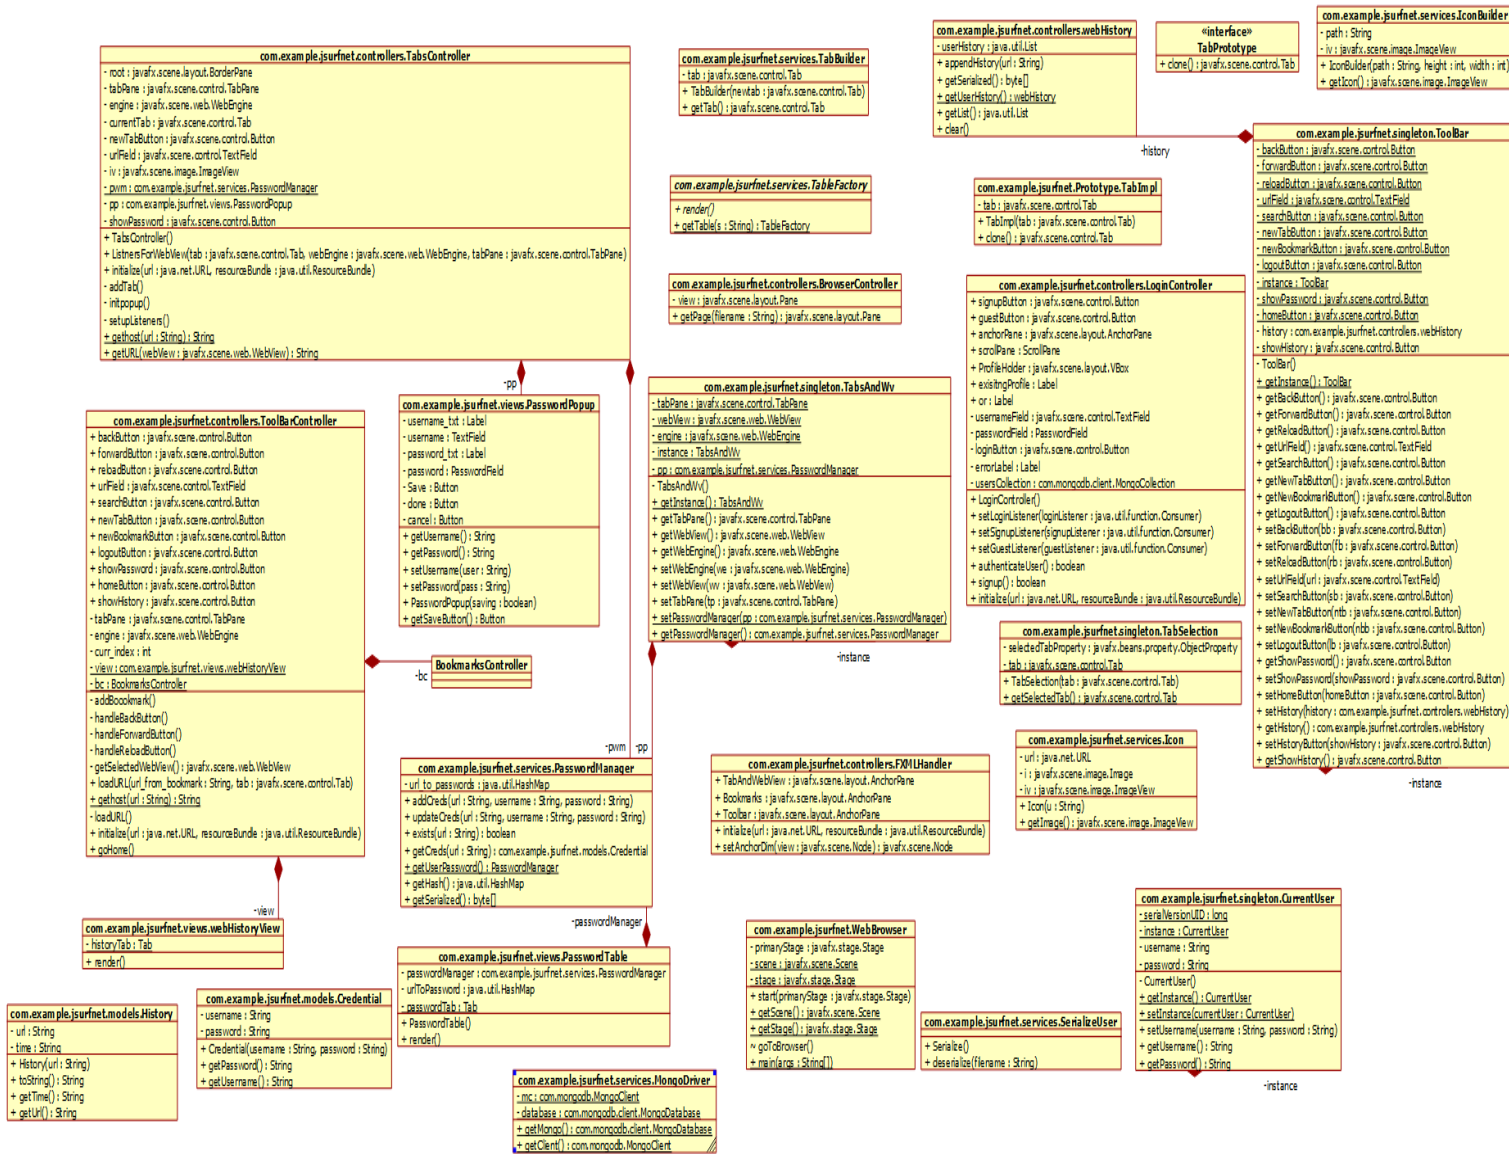 com.example.jsurfnet.controllers.TabsController
- root : javafx.scene.layout.BorderPane
- tabPane : javafx.scene.control.TabPane
- engine : javafx.scene.web.WebEngine
- currentTab : javafx.scene.control.Tab
- newTabButton : javafx.scene.control.Button
- urlField : javafx.scene.control.TextField
- iv : javafx.scene.image.ImageView
- pwm : com.example.jsurfnet.services.PasswordManager
- pp : com.example.jsurfnet.views.PasswordPopup
- showPassword : javafx.scene.control.Button
+ TabsController()
+ ListnersForWebView(tab : javafx.scene.control.Tab, webEngine : javafx.scene.web.WebEngine, tabPane : javafx.scene.control.TabPane)
+ initialize(url : java.net.URL, resourceBundle : java.util.ResourceBundle)
- addTab()
- initpopup()
- setupListeners()
+ gethost(url : String) : String
+ getURL(webView : javafx.scene.web.WebView) : String
com.example.jsurfnet.services.TabBuilder
- tab : javafx.scene.control.Tab
+ TabBuilder(newtab : javafx.scene.control.Tab)
+ getTab() : javafx.scene.control.Tab
com.example.jsurfnet.controllers.webHistory
- userHistory : java.util.List
+ appendHistory(url : String)
+ getSerialized() : byte[]
+ getUserHistory() : webHistory
+ getList() : java.util.List
+ clear()
-history
«interface»
TabPrototype
+ clone() : javafx.scene.control.Tab
com.example.jsurfnet.services.IconBuilder
- path : String
- iv : javafx.scene.image.ImageView
+ IconBuilder(path : String, height : int, width : int)
+ getIcon() : javafx.scene.image.ImageView
com.example.jsurfnet.services.TableFactory
+ render()
+ getTable(s : String) : TableFactory
com.example.jsurfnet.Prototype.TabImpl
- tab : javafx.scene.control.Tab
+ TabImpl(tab : javafx.scene.control.Tab)
+ clone() : javafx.scene.control.Tab
com.example.jsurfnet.controllers.BrowserController
- view : javafx.scene.layout.Pane
+ getPage(filename : String) : javafx.scene.layout.Pane
com.example.jsurfnet.singleton.ToolBar
- backButton : javafx.scene.control.Button
- forwardButton : javafx.scene.control.Button
- reloadButton : javafx.scene.control.Button
- urlField : javafx.scene.control.TextField
- searchButton : javafx.scene.control.Button
- newTabButton : javafx.scene.control.Button
- newBookmarkButton : javafx.scene.control.Button
- logoutButton : javafx.scene.control.Button
- instance : ToolBar
- showPassword : javafx.scene.control.Button
- homeButton : javafx.scene.control.Button
- history : com.example.jsurfnet.controllers.webHistory
- showHistory : javafx.scene.control.Button
- ToolBar()
+ getInstance() : ToolBar
+ getBackButton() : javafx.scene.control.Button
+ getForwardButton() : javafx.scene.control.Button
+ getReloadButton() : javafx.scene.control.Button
+ getUrlField() : javafx.scene.control.TextField
+ getSearchButton() : javafx.scene.control.Button
+ getNewTabButton() : javafx.scene.control.Button
+ getNewBookmarkButton() : javafx.scene.control.Button
+ getLogoutButton() : javafx.scene.control.Button
+ setBackButton(bb : javafx.scene.control.Button)
+ setForwardButton(fb : javafx.scene.control.Button)
+ setReloadButton(rb : javafx.scene.control.Button)
+ setUrlField(url : javafx.scene.control.TextField)
+ setSearchButton(sb : javafx.scene.control.Button)
+ setNewTabButton(ntb : javafx.scene.control.Button)
+ setNewBookmarkButton(nbb : javafx.scene.control.Button)
+ setLogoutButton(lb : javafx.scene.control.Button)
+ getShowPassword() : javafx.scene.control.Button
+ setShowPassword(showPassword : javafx.scene.control.Button)
+ setHomeButton(homeButton : javafx.scene.control.Button)
+ setHistory(history : com.example.jsurfnet.controllers.webHistory)
+ getHistory() : com.example.jsurfnet.controllers.webHistory
+ setHistoryButton(showHistory : javafx.scene.control.Button)
+ getShowHistory() : javafx.scene.control.Button
-instance
com.example.jsurfnet.controllers.LoginController
+ signupButton : javafx.scene.control.Button
+ guestButton : javafx.scene.control.Button
+ anchorPane : javafx.scene.layout.AnchorPane
+ scrollPane : ScrollPane
+ ProfileHolder : javafx.scene.layout.VBox
+ exisitngProfile : Label
+ or : Label
- usernameField : javafx.scene.control.TextField
- passwordField : PasswordField
- loginButton : javafx.scene.control.Button
- errorLabel : Label
- usersCollection : com.mongodb.client.MongoCollection
+ LoginController()
+ setLoginListener(loginListener : java.util.function.Consumer)
+ setSignupListener(signupListener : java.util.function.Consumer)
+ setGuestListener(guestListener : java.util.function.Consumer)
+ authenticateUser() : boolean
+ signup() : boolean
+ initialize(url : java.net.URL, resourceBundle : java.util.ResourceBundle)
-pp
com.example.jsurfnet.views.PasswordPopup
- username_txt : Label
- username : TextField
- password_txt : Label
- password : PasswordField
- Save : Button
- done : Button
- cancel : Button
+ getUsername() : String
+ getPassword() : String
+ setUsername(user : String)
+ setPassword(pass : String)
+ PasswordPopup(saving : boolean)
+ getSaveButton() : Button
com.example.jsurfnet.singleton.TabsAndWv
- tabPane : javafx.scene.control.TabPane
- webView : javafx.scene.web.WebView
- engine : javafx.scene.web.WebEngine
- instance : TabsAndWv
- pp : com.example.jsurfnet.services.PasswordManager
- TabsAndWv()
+ getInstance() : TabsAndWv
+ getTabPane() : javafx.scene.control.TabPane
+ getWebView() : javafx.scene.web.WebView
+ getWebEngine() : javafx.scene.web.WebEngine
+ setWebEngine(we : javafx.scene.web.WebEngine)
+ setWebView(wv : javafx.scene.web.WebView)
+ setTabPane(tp : javafx.scene.control.TabPane)
+ setPasswordManager(pp : com.example.jsurfnet.services.PasswordManager)
+ getPasswordManager() : com.example.jsurfnet.services.PasswordManager
-instance
com.example.jsurfnet.controllers.ToolBarController
+ backButton : javafx.scene.control.Button
+ forwardButton : javafx.scene.control.Button
+ reloadButton : javafx.scene.control.Button
+ urlField : javafx.scene.control.TextField
+ searchButton : javafx.scene.control.Button
+ newTabButton : javafx.scene.control.Button
+ newBookmarkButton : javafx.scene.control.Button
+ logoutButton : javafx.scene.control.Button
+ showPassword : javafx.scene.control.Button
+ homeButton : javafx.scene.control.Button
+ showHistory : javafx.scene.control.Button
- tabPane : javafx.scene.control.TabPane
- engine : javafx.scene.web.WebEngine
- curr_index : int
- view : com.example.jsurfnet.views.webHistoryView
- bc : BookmarksController
- addBoookmark()
- handleBackButton()
- handleForwardButton()
- handleReloadButton()
- getSelectedWebView() : javafx.scene.web.WebView
+ loadURL(url_from_bookmark : String, tab : javafx.scene.control.Tab)
+ gethost(url : String) : String
- loadURL()
+ initialize(url : java.net.URL, resourceBundle : java.util.ResourceBundle)
+ goHome()
-bc
BookmarksController
com.example.jsurfnet.singleton.TabSelection
- selectedTabProperty : javafx.beans.property.ObjectProperty
- tab : javafx.scene.control.Tab
+ TabSelection(tab : javafx.scene.control.Tab)
+ getSelectedTab() : javafx.scene.control.Tab
-pwm
-pp
com.example.jsurfnet.services.PasswordManager
- url_to_passwords : java.util.HashMap
+ addCreds(url : String, username : String, password : String)
+ updateCreds(url : String, username : String, password : String)
+ exists(url : String) : boolean
+ getCreds(url : String) : com.example.jsurfnet.models.Credential
+ getUserPassword() : PasswordManager
+ getHash() : java.util.HashMap
+ getSerialized() : byte[]
com.example.jsurfnet.controllers.FXMLHandler
+ TabAndWebView : javafx.scene.layout.AnchorPane
+ Bookmarks : javafx.scene.layout.AnchorPane
+ Toolbar : javafx.scene.layout.AnchorPane
+ initialize(url : java.net.URL, resourceBundle : java.util.ResourceBundle)
+ setAnchorDim(view : javafx.scene.Node) : javafx.scene.Node
com.example.jsurfnet.services.Icon
- url : java.net.URL
- i : javafx.scene.image.Image
- iv : javafx.scene.image.ImageView
+ Icon(u : String)
+ getImage() : javafx.scene.image.ImageView
-view
com.example.jsurfnet.views.webHistoryView
- historyTab : Tab
+ render()
-passwordManager
com.example.jsurfnet.views.PasswordTable
- passwordManager : com.example.jsurfnet.services.PasswordManager
- urlToPassword : java.util.HashMap
- passwordTab : Tab
+ PasswordTable()
+ render()
com.example.jsurfnet.WebBrowser
- primaryStage : javafx.stage.Stage
- scene : javafx.scene.Scene
- stage : javafx.stage.Stage
+ start(primaryStage : javafx.stage.Stage)
+ getScene() : javafx.scene.Scene
+ getStage() : javafx.stage.Stage
~ goToBrowser()
+ main(args : String[])
com.example.jsurfnet.singleton.CurrentUser
- serialVersionUID : long
- instance : CurrentUser
- username : String
- password : String
- CurrentUser()
+ getInstance() : CurrentUser
+ setInstance(currentUser : CurrentUser)
+ setUsername(username : String, password : String)
+ getUsername() : String
+ getPassword() : String
-instance
com.example.jsurfnet.models.History
- url : String
- time : String
+ History(url : String)
+ toString() : String
+ getTime() : String
+ getUrl() : String
com.example.jsurfnet.models.Credential
- username : String
- password : String
+ Credential(username : String, password : String)
+ getPassword() : String
+ getUsername() : String
com.example.jsurfnet.services.SerializeUser
+ Serialize()
+ deserialize(filename : String)
com.example.jsurfnet.services.MongoDriver
- mc : com.mongodb.MongoClient
- database : com.mongodb.client.MongoDatabase
+ getMongo() : com.mongodb.client.MongoDatabase
+ getClient() : com.mongodb.MongoClient